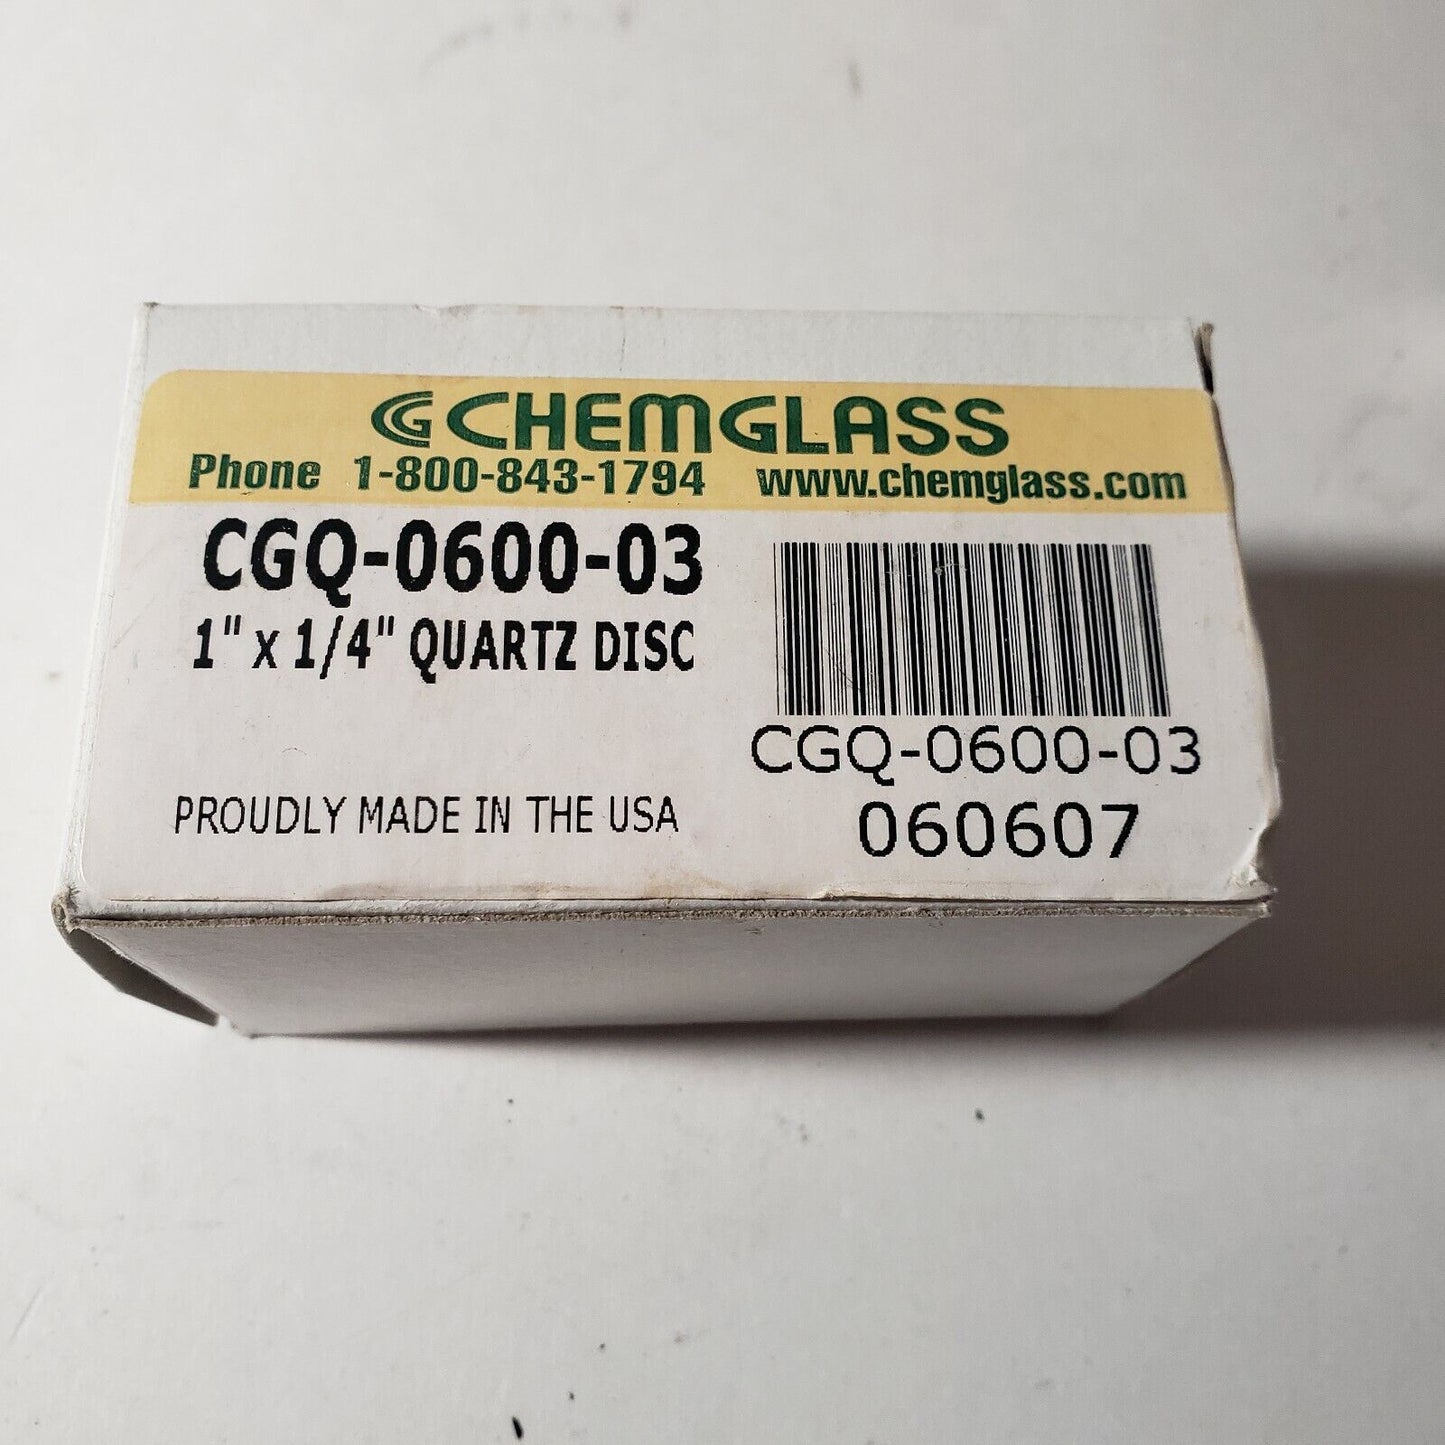 CG CHEMGLASS
Phone 1-800-843-1794 www.chemglass.com
CGQ-0600-03
1" x 1/4" QUARTZ DISC
PROUDLY MADE IN THE USA
CGQ-0600-03
060607